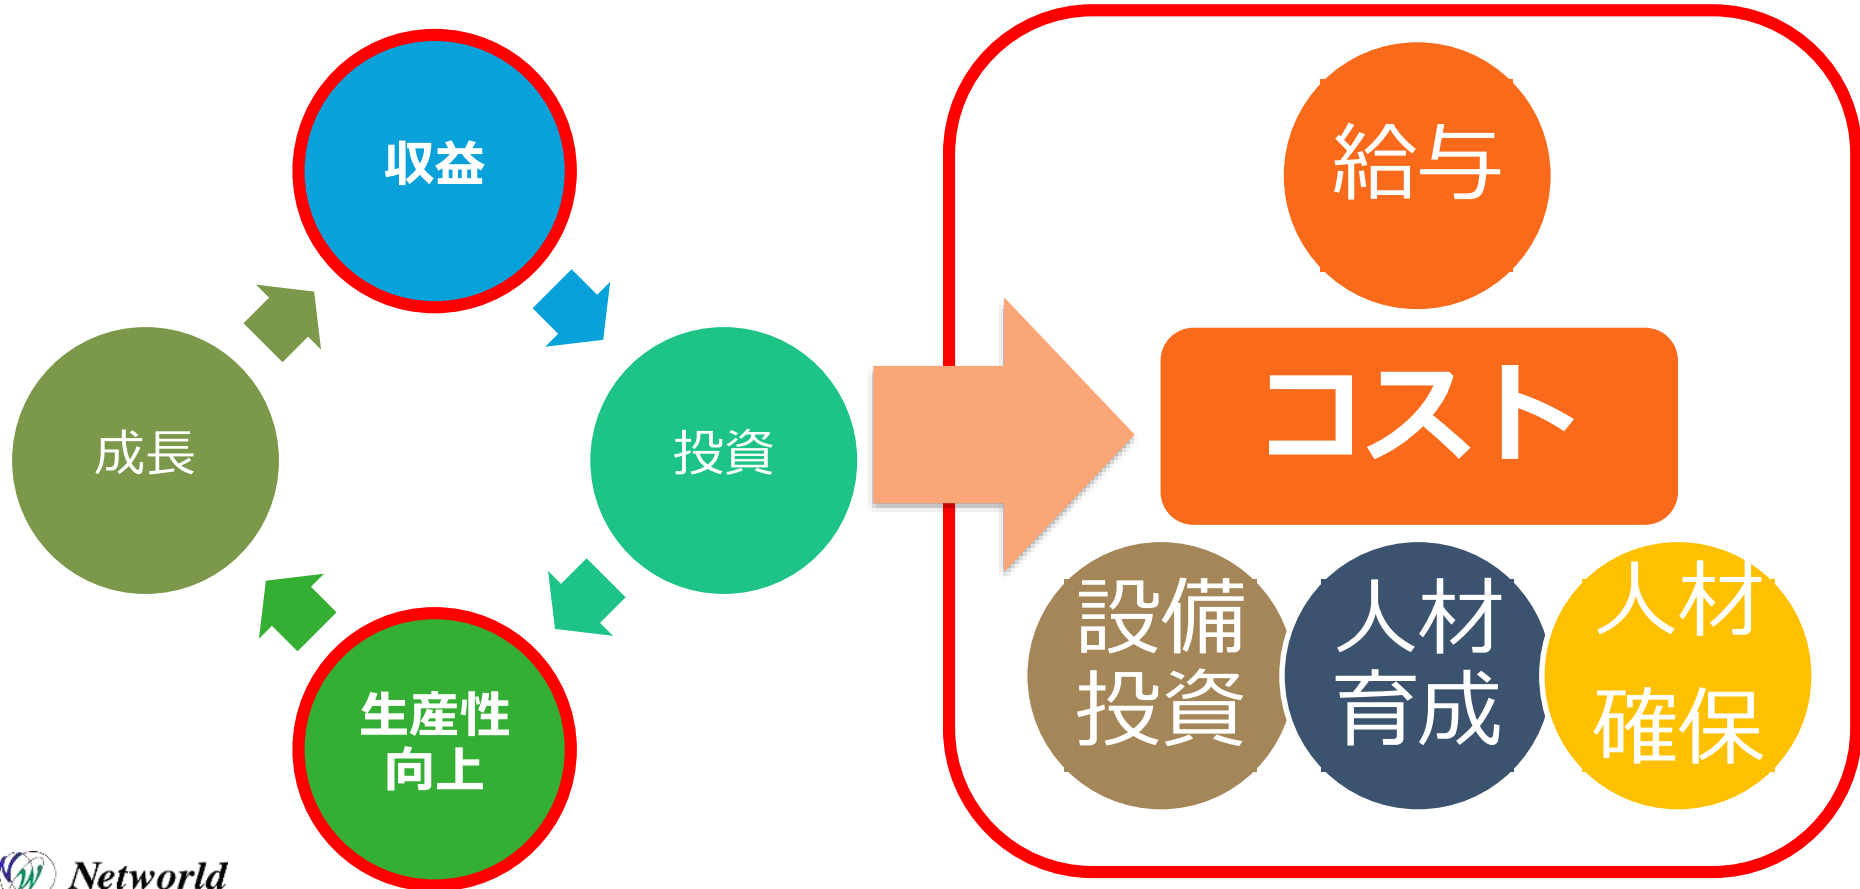 収益
成長
投資
生産性
向上
給与
コスト
設備
投資
人材
育成
人材
確保
Networld